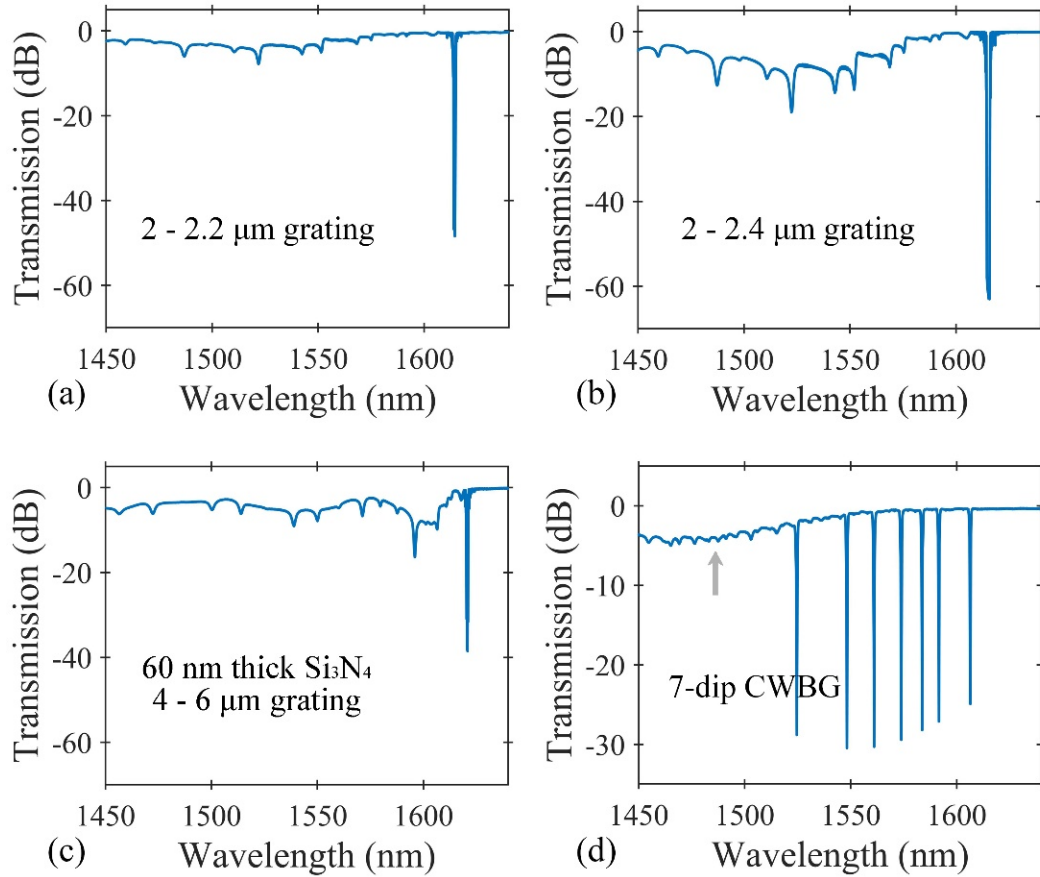 0
-20
-40
-60
Transmission (dB)
2 - 2.2 μm grating
1450 1500 1550 1600
Wavelength (nm)
(a)
0
-20
-40
-60
Transmission (dB)
2 - 2.4 μm grating
1450 1500 1550 1600
Wavelength (nm)
(b)
0
-20
-40
-60
Transmission (dB)
60 nm thick Si₃N₄
4 - 6 μm grating
1450 1500 1550 1600
Wavelength (nm)
(c)
0
-10
-20
-30
Transmission (dB)
7-dip CWBG
1450 1500 1550 1600
Wavelength (nm)
(d)